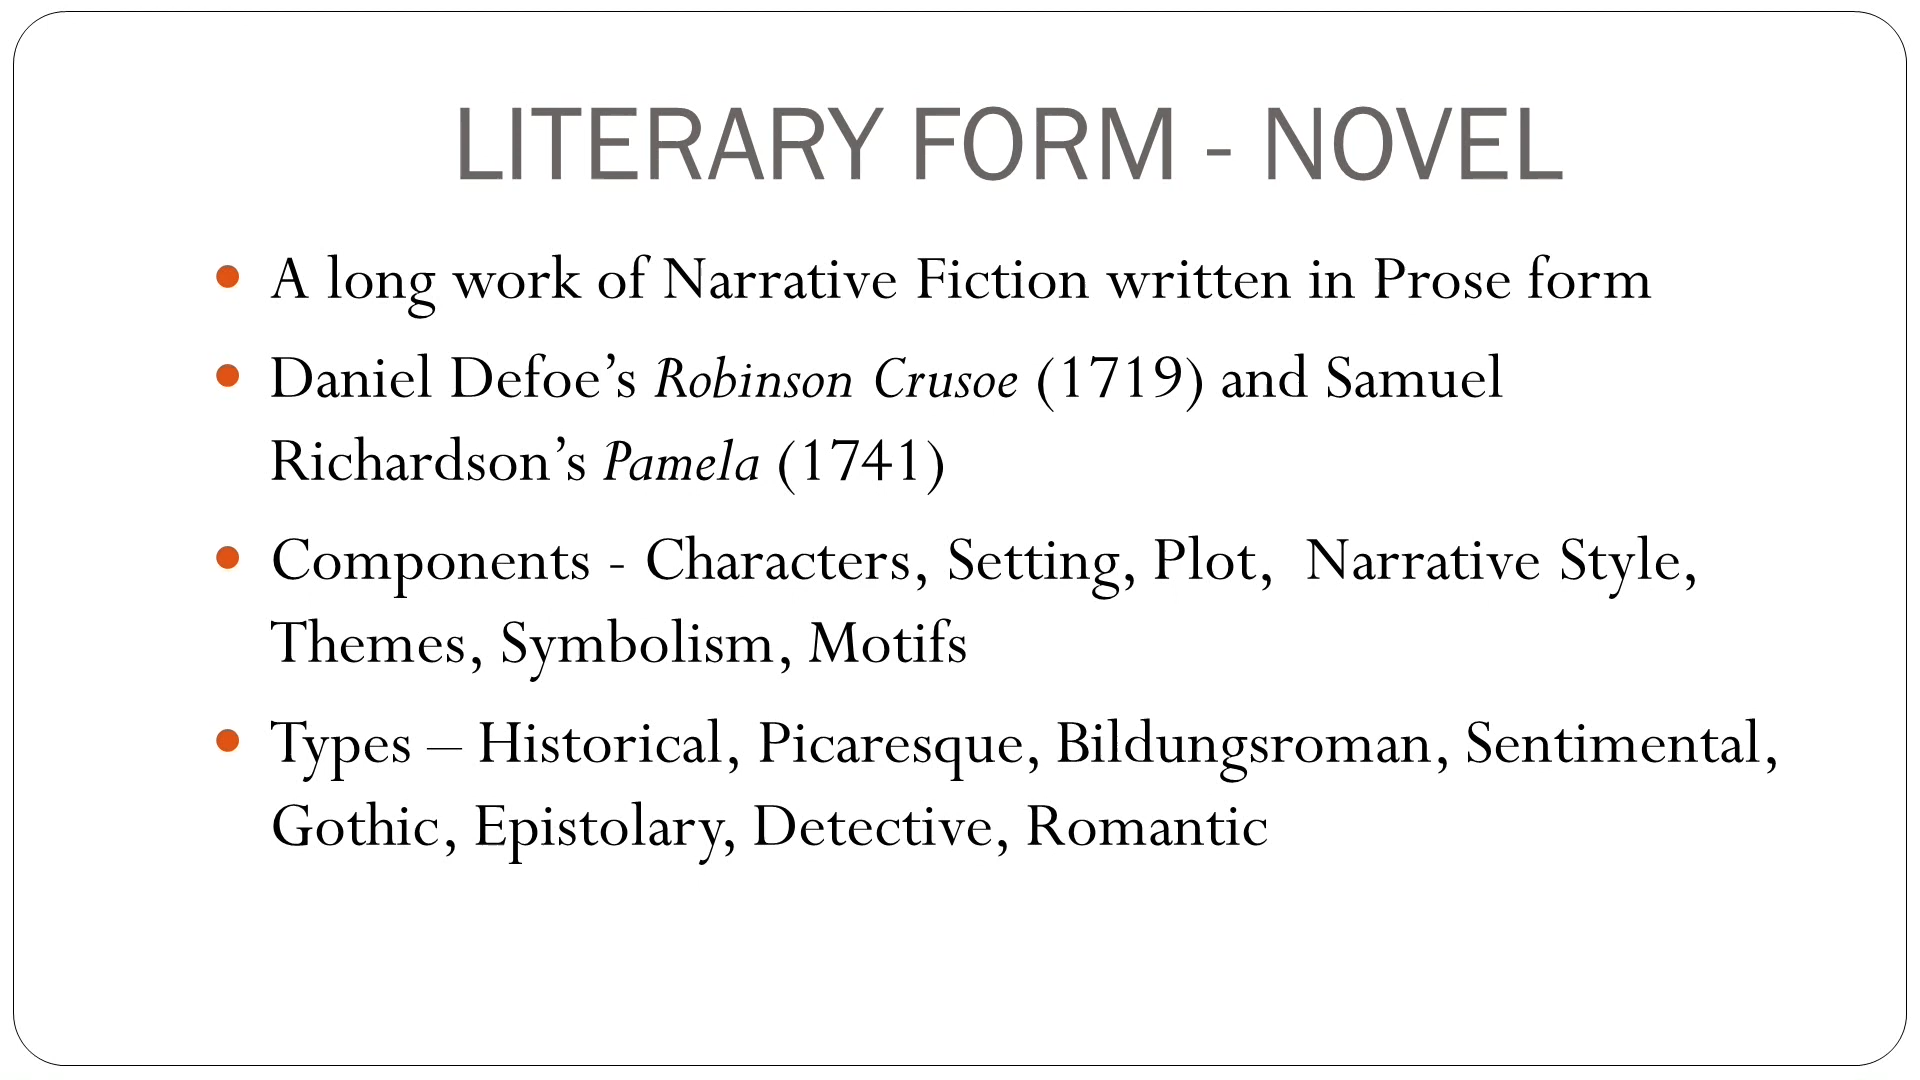 LITERARY FORM - NOVEL
A long work of Narrative Fiction written in Prose form
Daniel Defoe’s Robinson Crusoe (1719) and Samuel
Richardson’s Pamela (1741)
Components - Characters, Setting, Plot,  Narrative Style,
Themes, Symbolism, Motifs
Types – Historical, Picaresque, Bildungsroman, Sentimental,
Gothic, Epistolary, Detective, Romantic